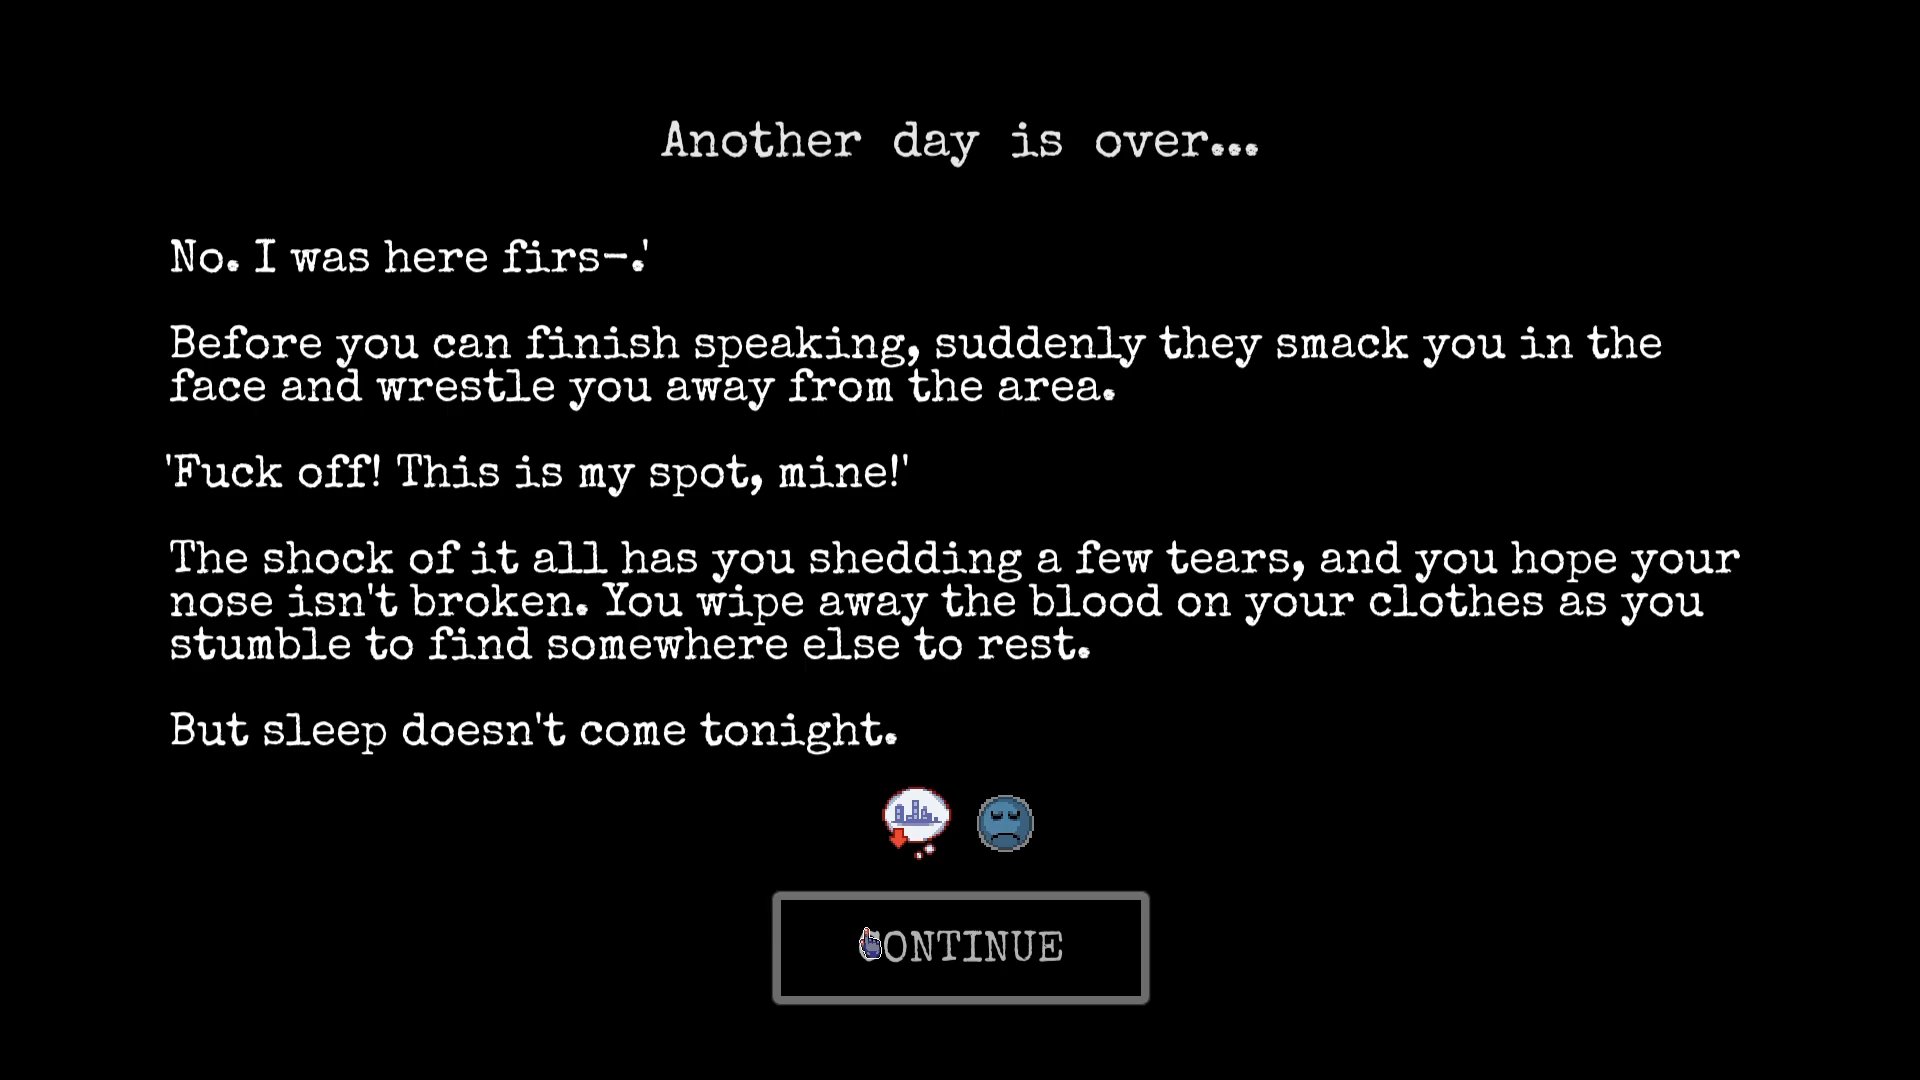 Another day is over...
No. I was here firs-.'
Before you can finish speaking, suddenly they smack you in the
face and wrestle you away from the area.
'Fuck off! This is my spot, mine!'
The shock of it all has you shedding a few tears, and you hope your
nose isn't broken. You wipe away the blood on your clothes as you
stumble to find somewhere else to rest.
But sleep doesn't come tonight.
CONTINUE